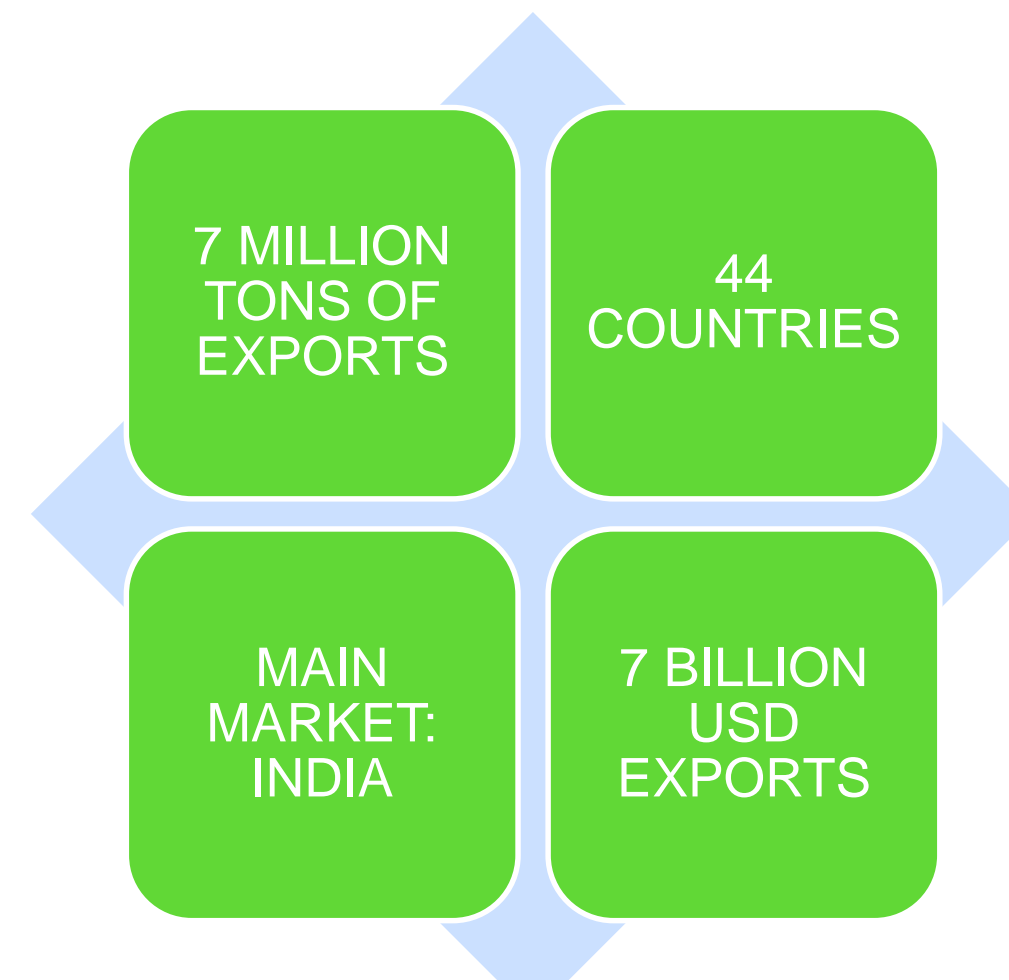 7 MILLION
TONS OF
EXPORTS
44
COUNTRIES
MAIN
MARKET:
INDIA
7 BILLION
USD
EXPORTS